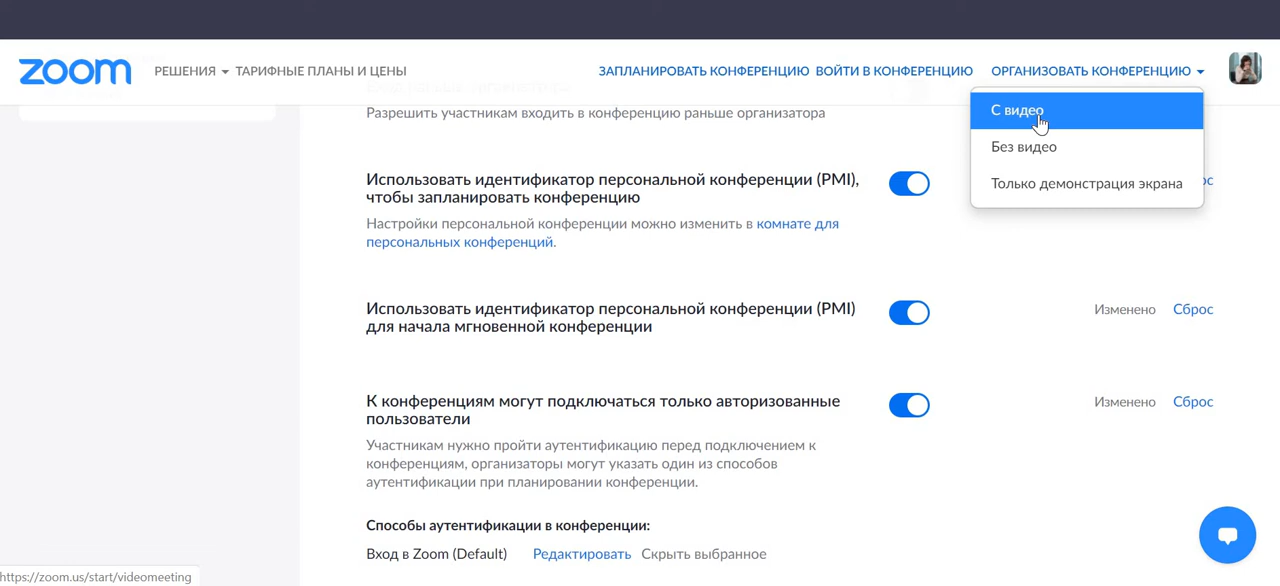 zoom
РЕШЕНИЯ
ТАРИФНЫЕ ПЛАНЫ И ЦЕНЫ
ЗАПЛАНИРОВАТЬ КОНФЕРЕНЦИЮ
ВОЙТИ В КОНФЕРЕНЦИЮ
ОРГАНИЗОВАТЬ КОНФЕРЕНЦИЮ
С видео
Без видео
Только демонстрация экрана
Разрешить участникам входить в конференцию раньше организатора
Использовать идентификатор персональной конференции (PMI),
чтобы запланировать конференцию
Настройки персональной конференции можно изменить в комнате для
персональных конференций.
Использовать идентификатор персональной конференции (PMI)
для начала мгновенной конференции
Изменено Сброс
К конференциям могут подключаться только авторизованные
пользователи
Изменено Сброс
Участникам нужно пройти аутентификацию перед подключением к
конференциям, организаторы могут указать один из способов
аутентификации при планировании конференции.
Способы аутентификации в конференции:
Вход в Zoom (Default) Редактировать Скрыть выбранное
https://zoom.us/start/videomeeting